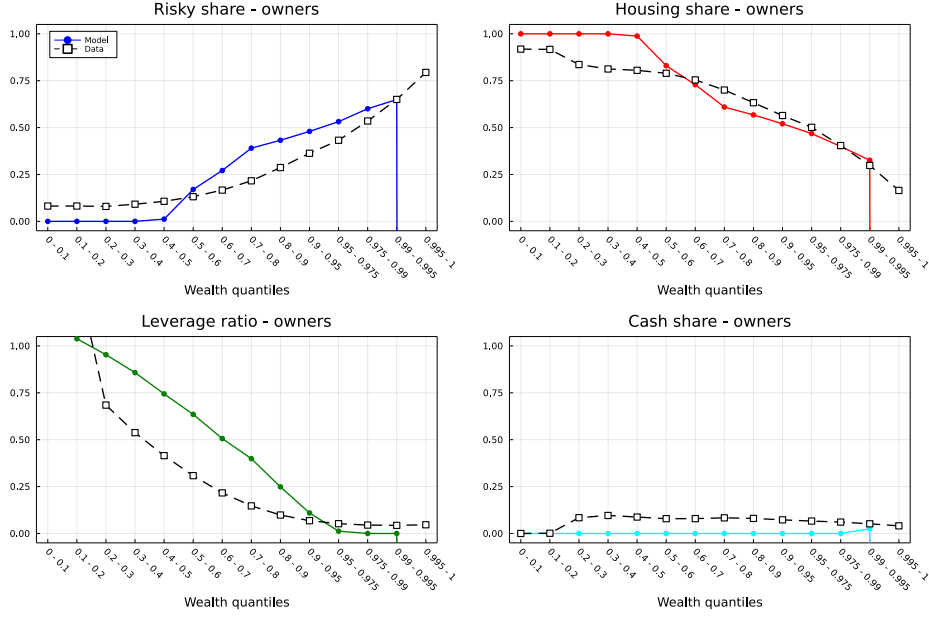 Risky share - owners
1,00
0.75
0.50
0.25
0.00
Model
Data
0 - 0.1
0.1 - 0.2
0.2 - 0.3
0.3 - 0.4
0.4 - 0.5
0.5 - 0.6
0.6 - 0.7
0.7 - 0.8
0.8 - 0.9
0.9 - 0.95
0.95 - 0.975
0.975 - 0.99
0.99 - 0.995
0.995 - 1
Wealth quantiles
Housing share - owners
1,00
0.75
0.50
0.25
0.00
0 - 0.1
0.1 - 0.2
0.2 - 0.3
0.3 - 0.4
0.4 - 0.5
0.5 - 0.6
0.6 - 0.7
0.7 - 0.8
0.8 - 0.9
0.9 - 0.95
0.95 - 0.975
0.975 - 0.99
0.99 - 0.995
0.995 - 1
Wealth quantiles
Leverage ratio - owners
1,00
0.75
0.50
0.25
0.00
0 - 0.1
0.1 - 0.2
0.2 - 0.3
0.3 - 0.4
0.4 - 0.5
0.5 - 0.6
0.6 - 0.7
0.7 - 0.8
0.8 - 0.9
0.9 - 0.95
0.95 - 0.975
0.975 - 0.99
0.99 - 0.995
0.995 - 1
Wealth quantiles
Cash share - owners
1,00
0.75
0.50
0.25
0.00
0 - 0.1
0.1 - 0.2
0.2 - 0.3
0.3 - 0.4
0.4 - 0.5
0.5 - 0.6
0.6 - 0.7
0.7 - 0.8
0.8 - 0.9
0.9 - 0.95
0.95 - 0.975
0.975 - 0.99
0.99 - 0.995
0.995 - 1
Wealth quantiles